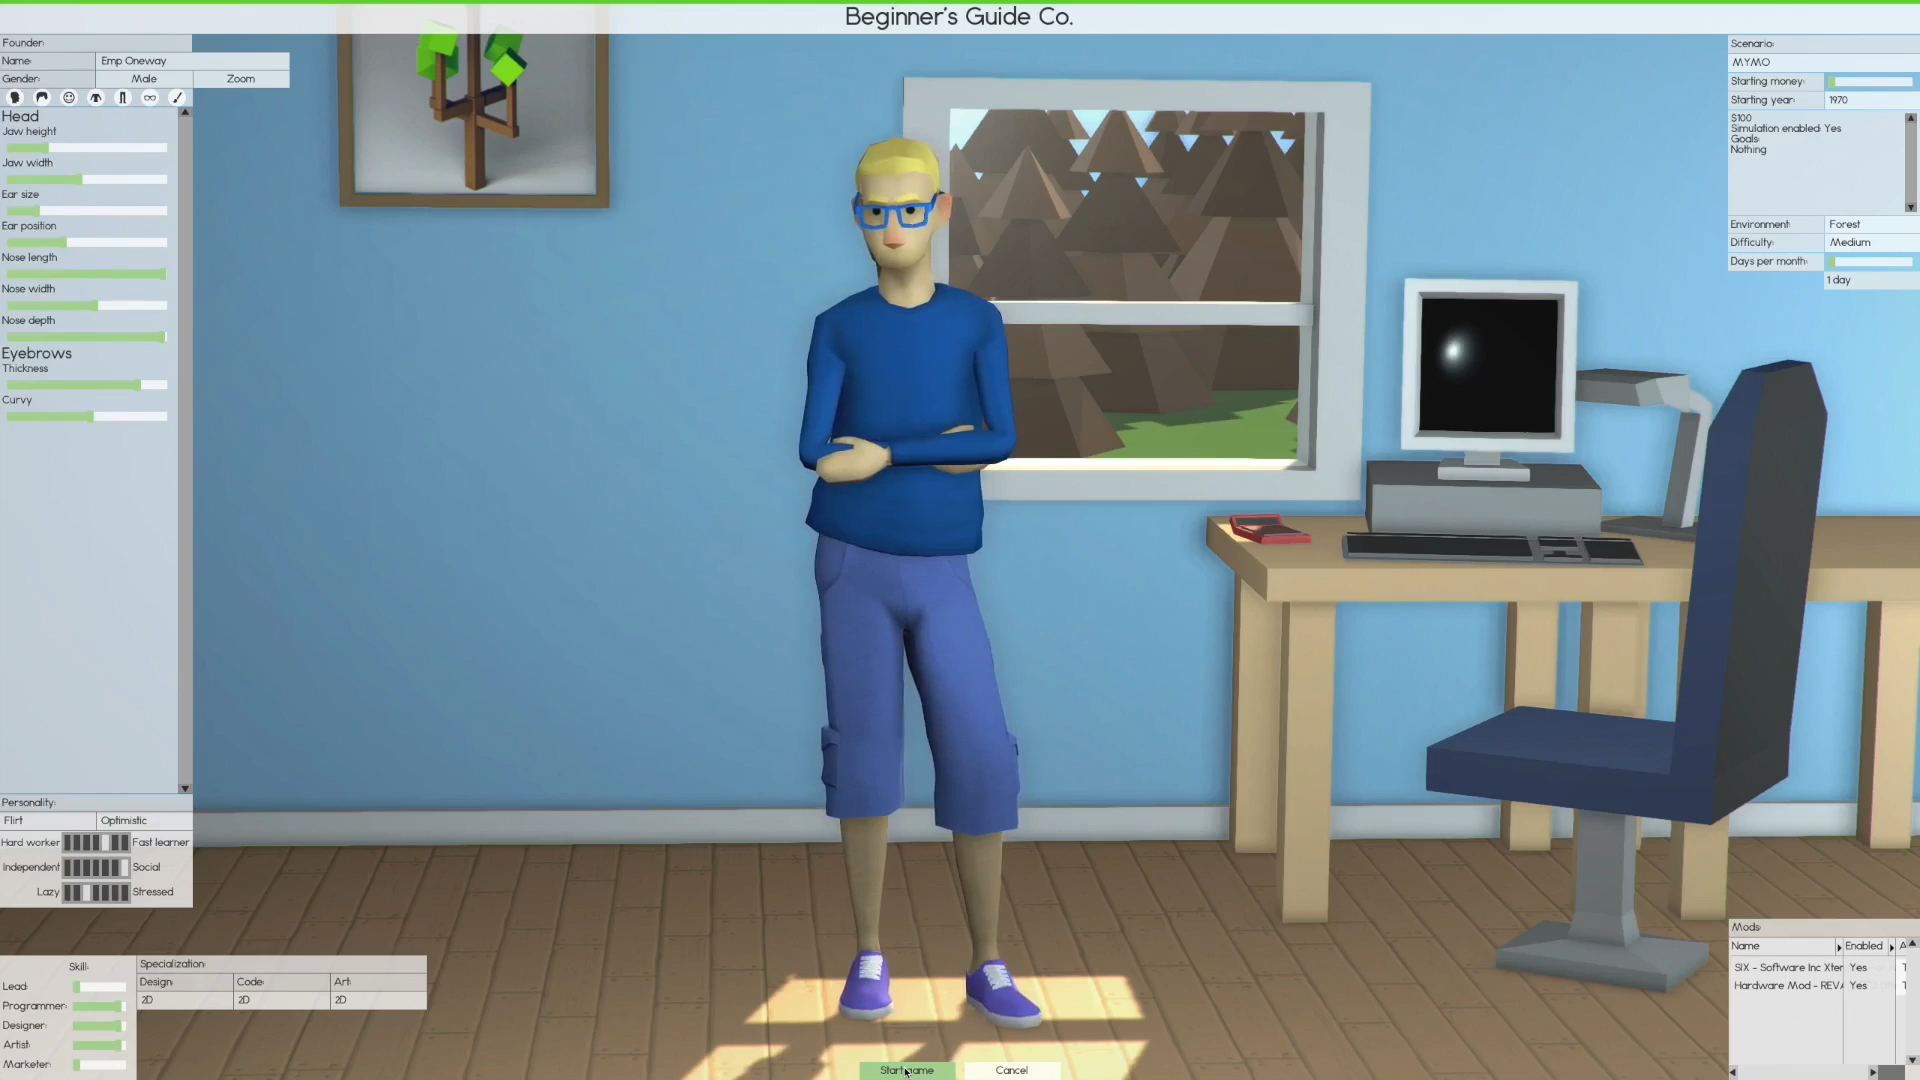 Beginner's Guide Co.
Founder:
Name: Emp Oneway
Gender: Male Zoom
Head
Jaw height
Jaw width
Ear size
Ear position
Nose length
Nose width
Nose depth
Eyebrows
Thickness
Curvy
Personality:
Flirt Optimistic
Hard worker Fast learner
Independent Social
Lazy Stressed
Skill:
Lead:
Programmer:
Designer:
Artist:
Marketer:
Specialization:
Design: Code: Art:
2D 2D 2D
Start game
Cancel
Scenario:
MYMO
Starting money:
Starting year: 1970
$100
Simulation enabled: Yes
Goals:
Nothing
Environment: Forest
Difficulty: Medium
Days per month:
1 day
Mods:
Name Enabled A
SIX - Software Inc Xter Yes
Hardware Mod - REVA Yes